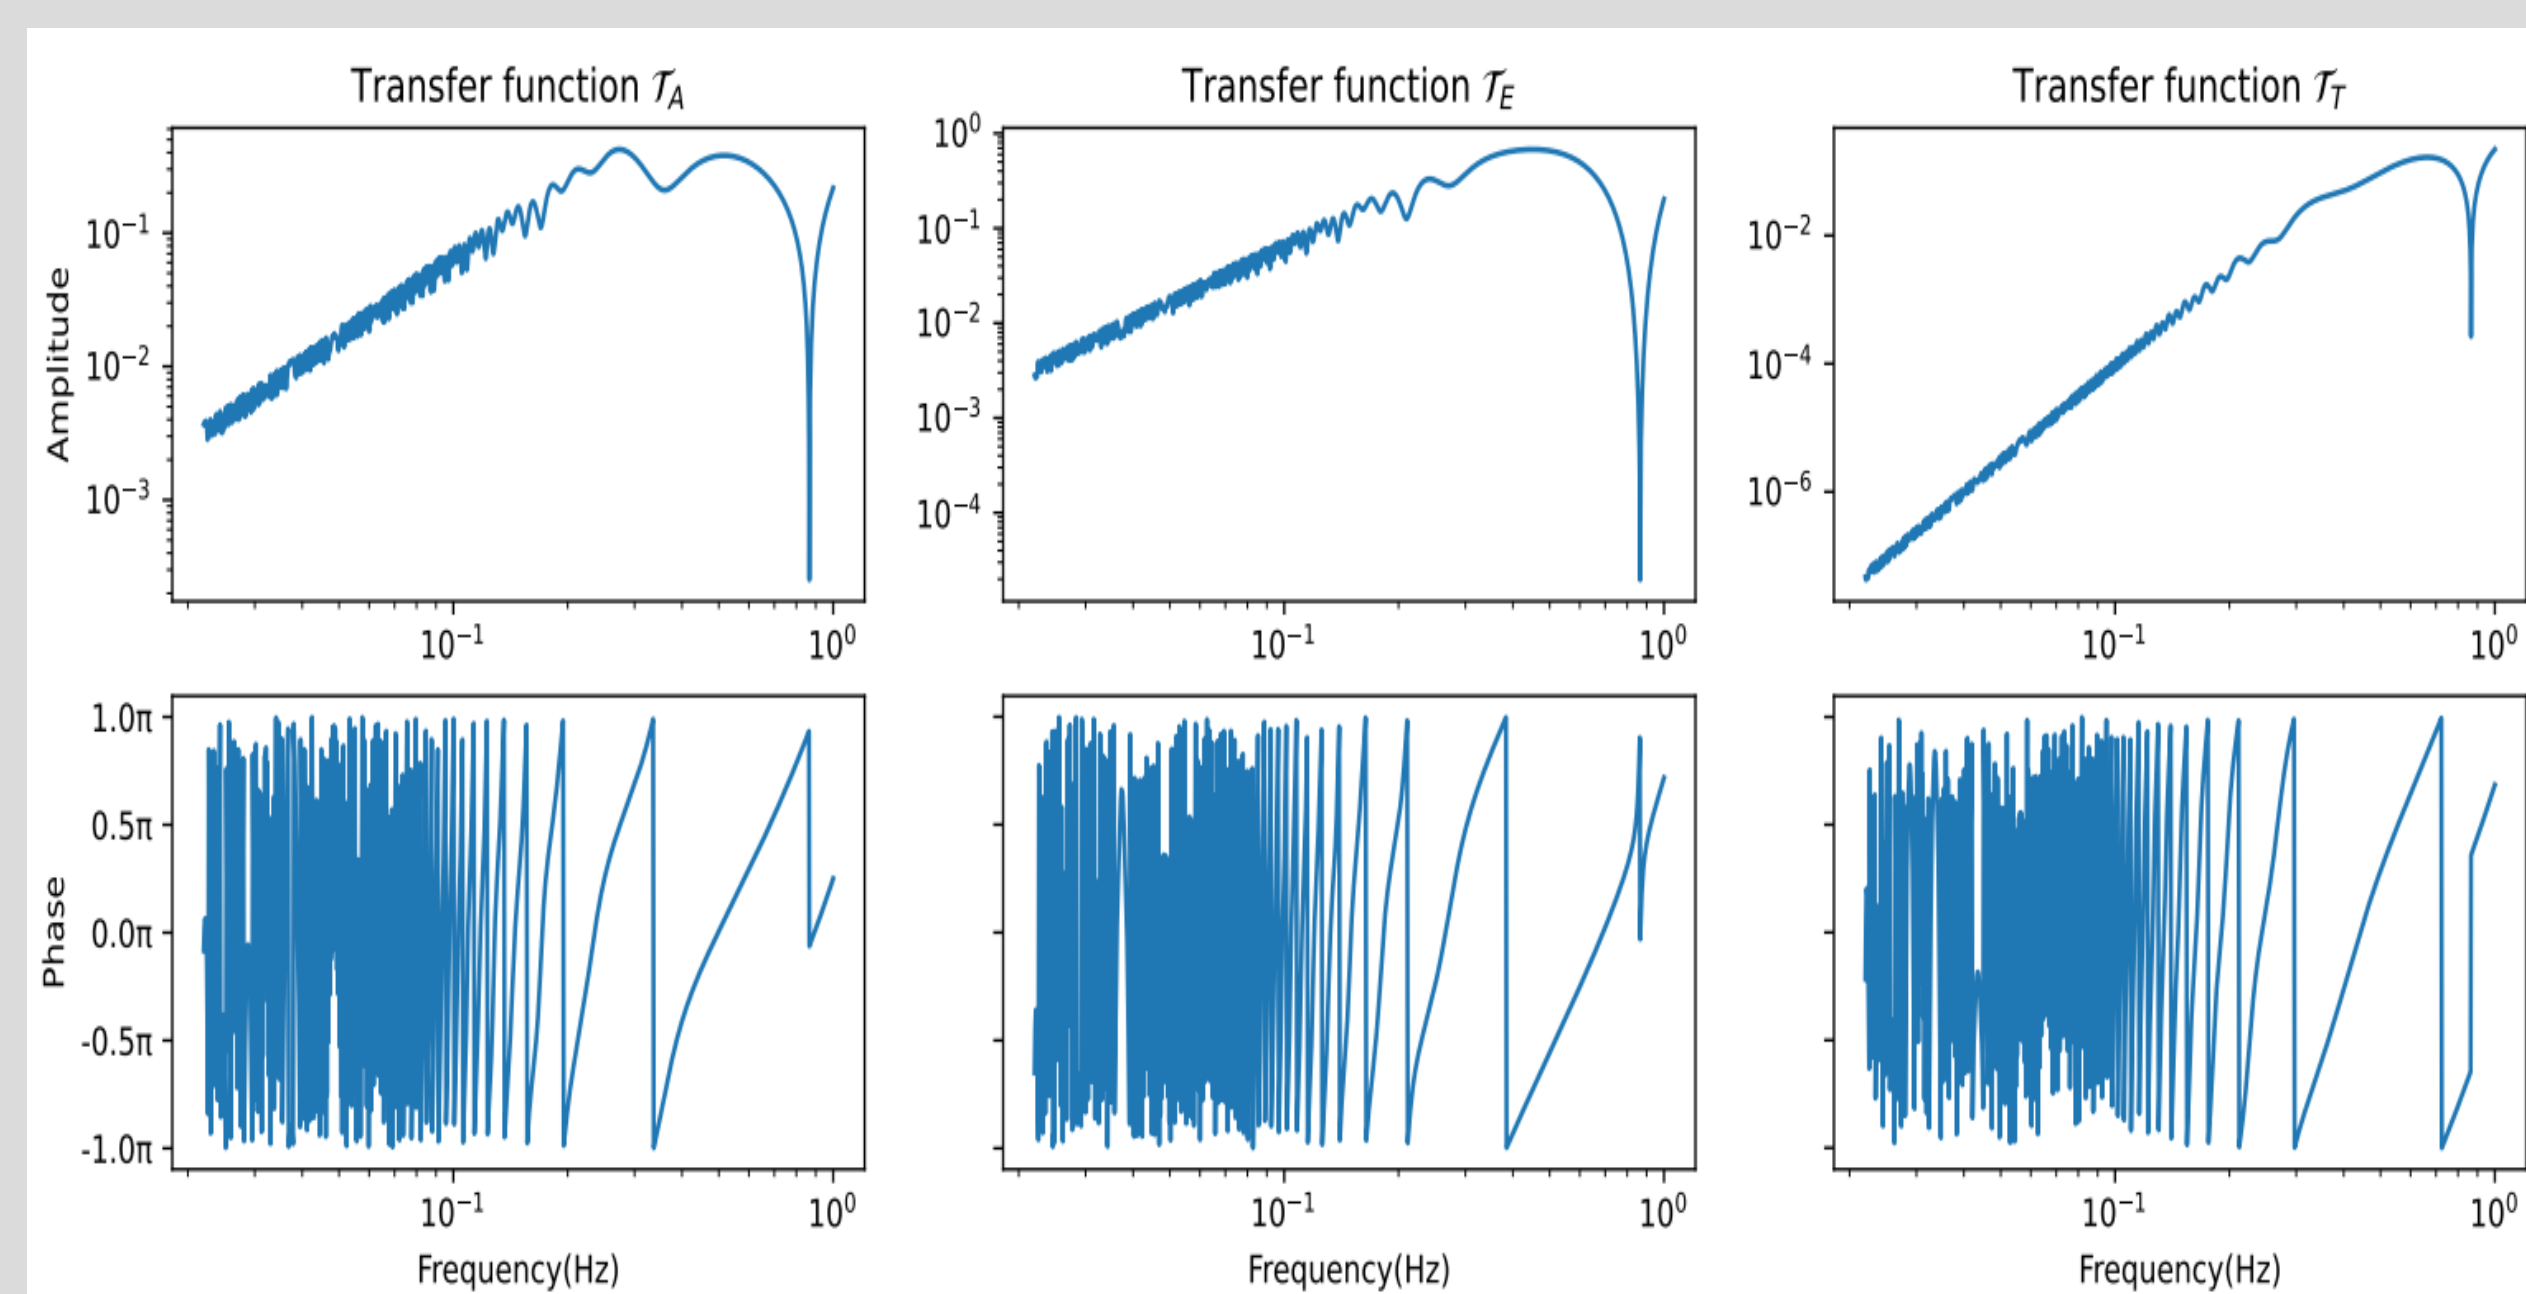 Transfer function 𝒯_A
Transfer function 𝒯_E
Transfer function 𝒯_T
Amplitude
10⁻¹
10⁻²
10⁻³
10⁰
10⁻¹
10⁻²
10⁻³
10⁻⁴
10⁻²
10⁻⁴
10⁻⁶
10⁻¹ 10⁰
10⁻¹ 10⁰
10⁻¹ 10⁰
Phase
1.0π
0.5π
0.0π
-0.5π
-1.0π
10⁻¹ 10⁰
10⁻¹ 10⁰
10⁻¹ 10⁰
Frequency(Hz)
Frequency(Hz)
Frequency(Hz)